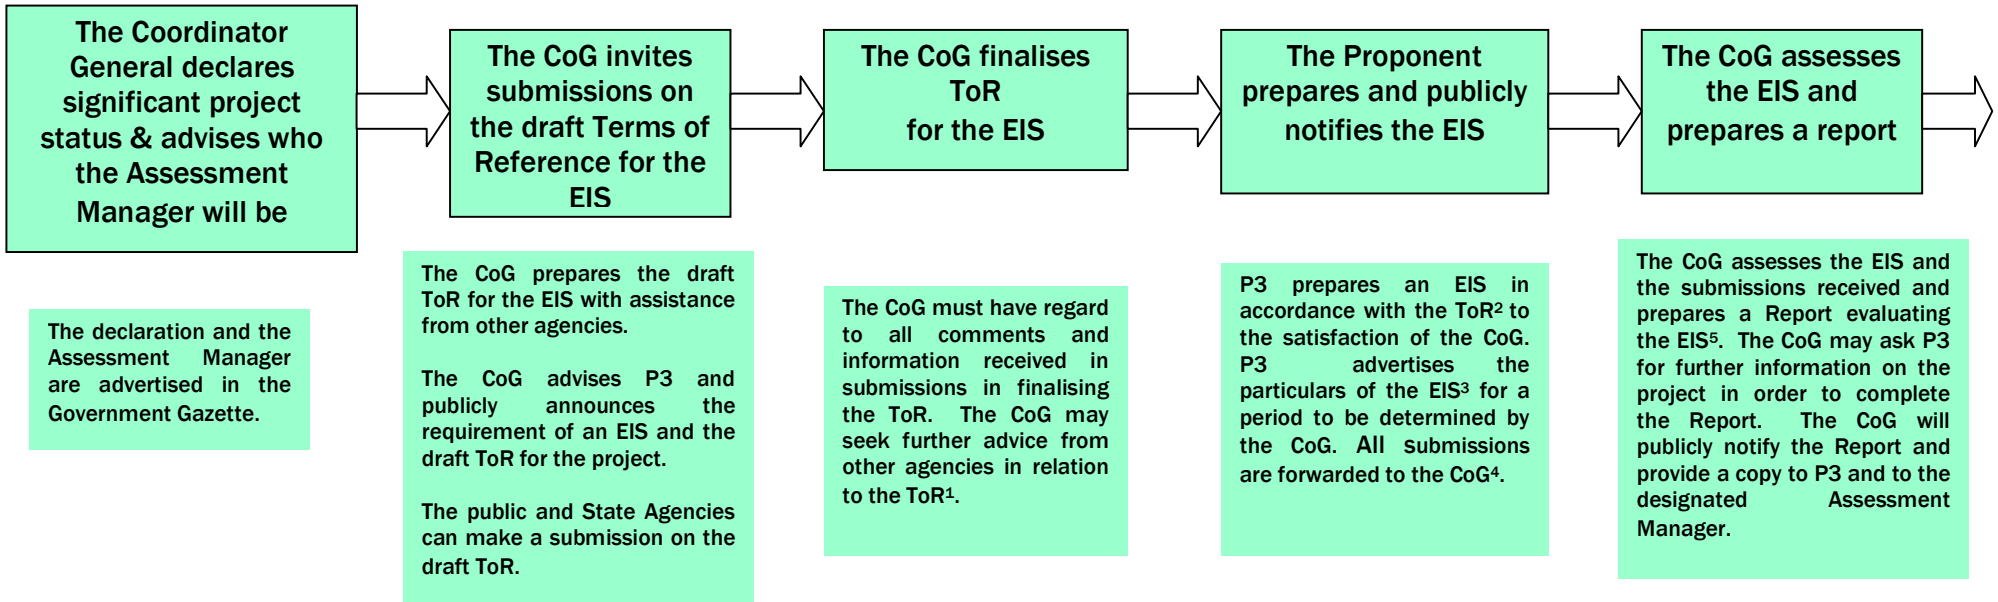 The Coordinator
General declares
significant project
status & advises who
the Assessment
Manager will be
The CoG invites
submissions on
the draft Terms of
Reference for the
EIS
The CoG finalises
ToR
for the EIS
The Proponent
prepares and publicly
notifies the EIS
The CoG assesses
the EIS and
prepares a report
The declaration and the
Assessment Manager
are advertised in the
Government Gazette.
The CoG prepares the draft
ToR for the EIS with assistance
from other agencies.
The CoG advises P3 and
publicly announces the
requirement of an EIS and the
draft ToR for the project.
The public and State Agencies
can make a submission on the
draft ToR.
The CoG must have regard
to all comments and
information received in
submissions in finalising
the ToR. The CoG may
seek further advice from
other agencies in relation
to the ToR¹.
P3 prepares an EIS in
accordance with the ToR² to
the satisfaction of the CoG.
P3 advertises the
particulars of the EIS³ for a
period to be determined by
the CoG. All submissions
are forwarded to the CoG⁴.
The CoG assesses the EIS and
the submissions received and
prepares a Report evaluating
the EIS⁵. The CoG may ask P3
for further information on the
project in order to complete
the Report. The CoG will
publicly notify the Report and
provide a copy to P3 and to the
designated Assessment
Manager.